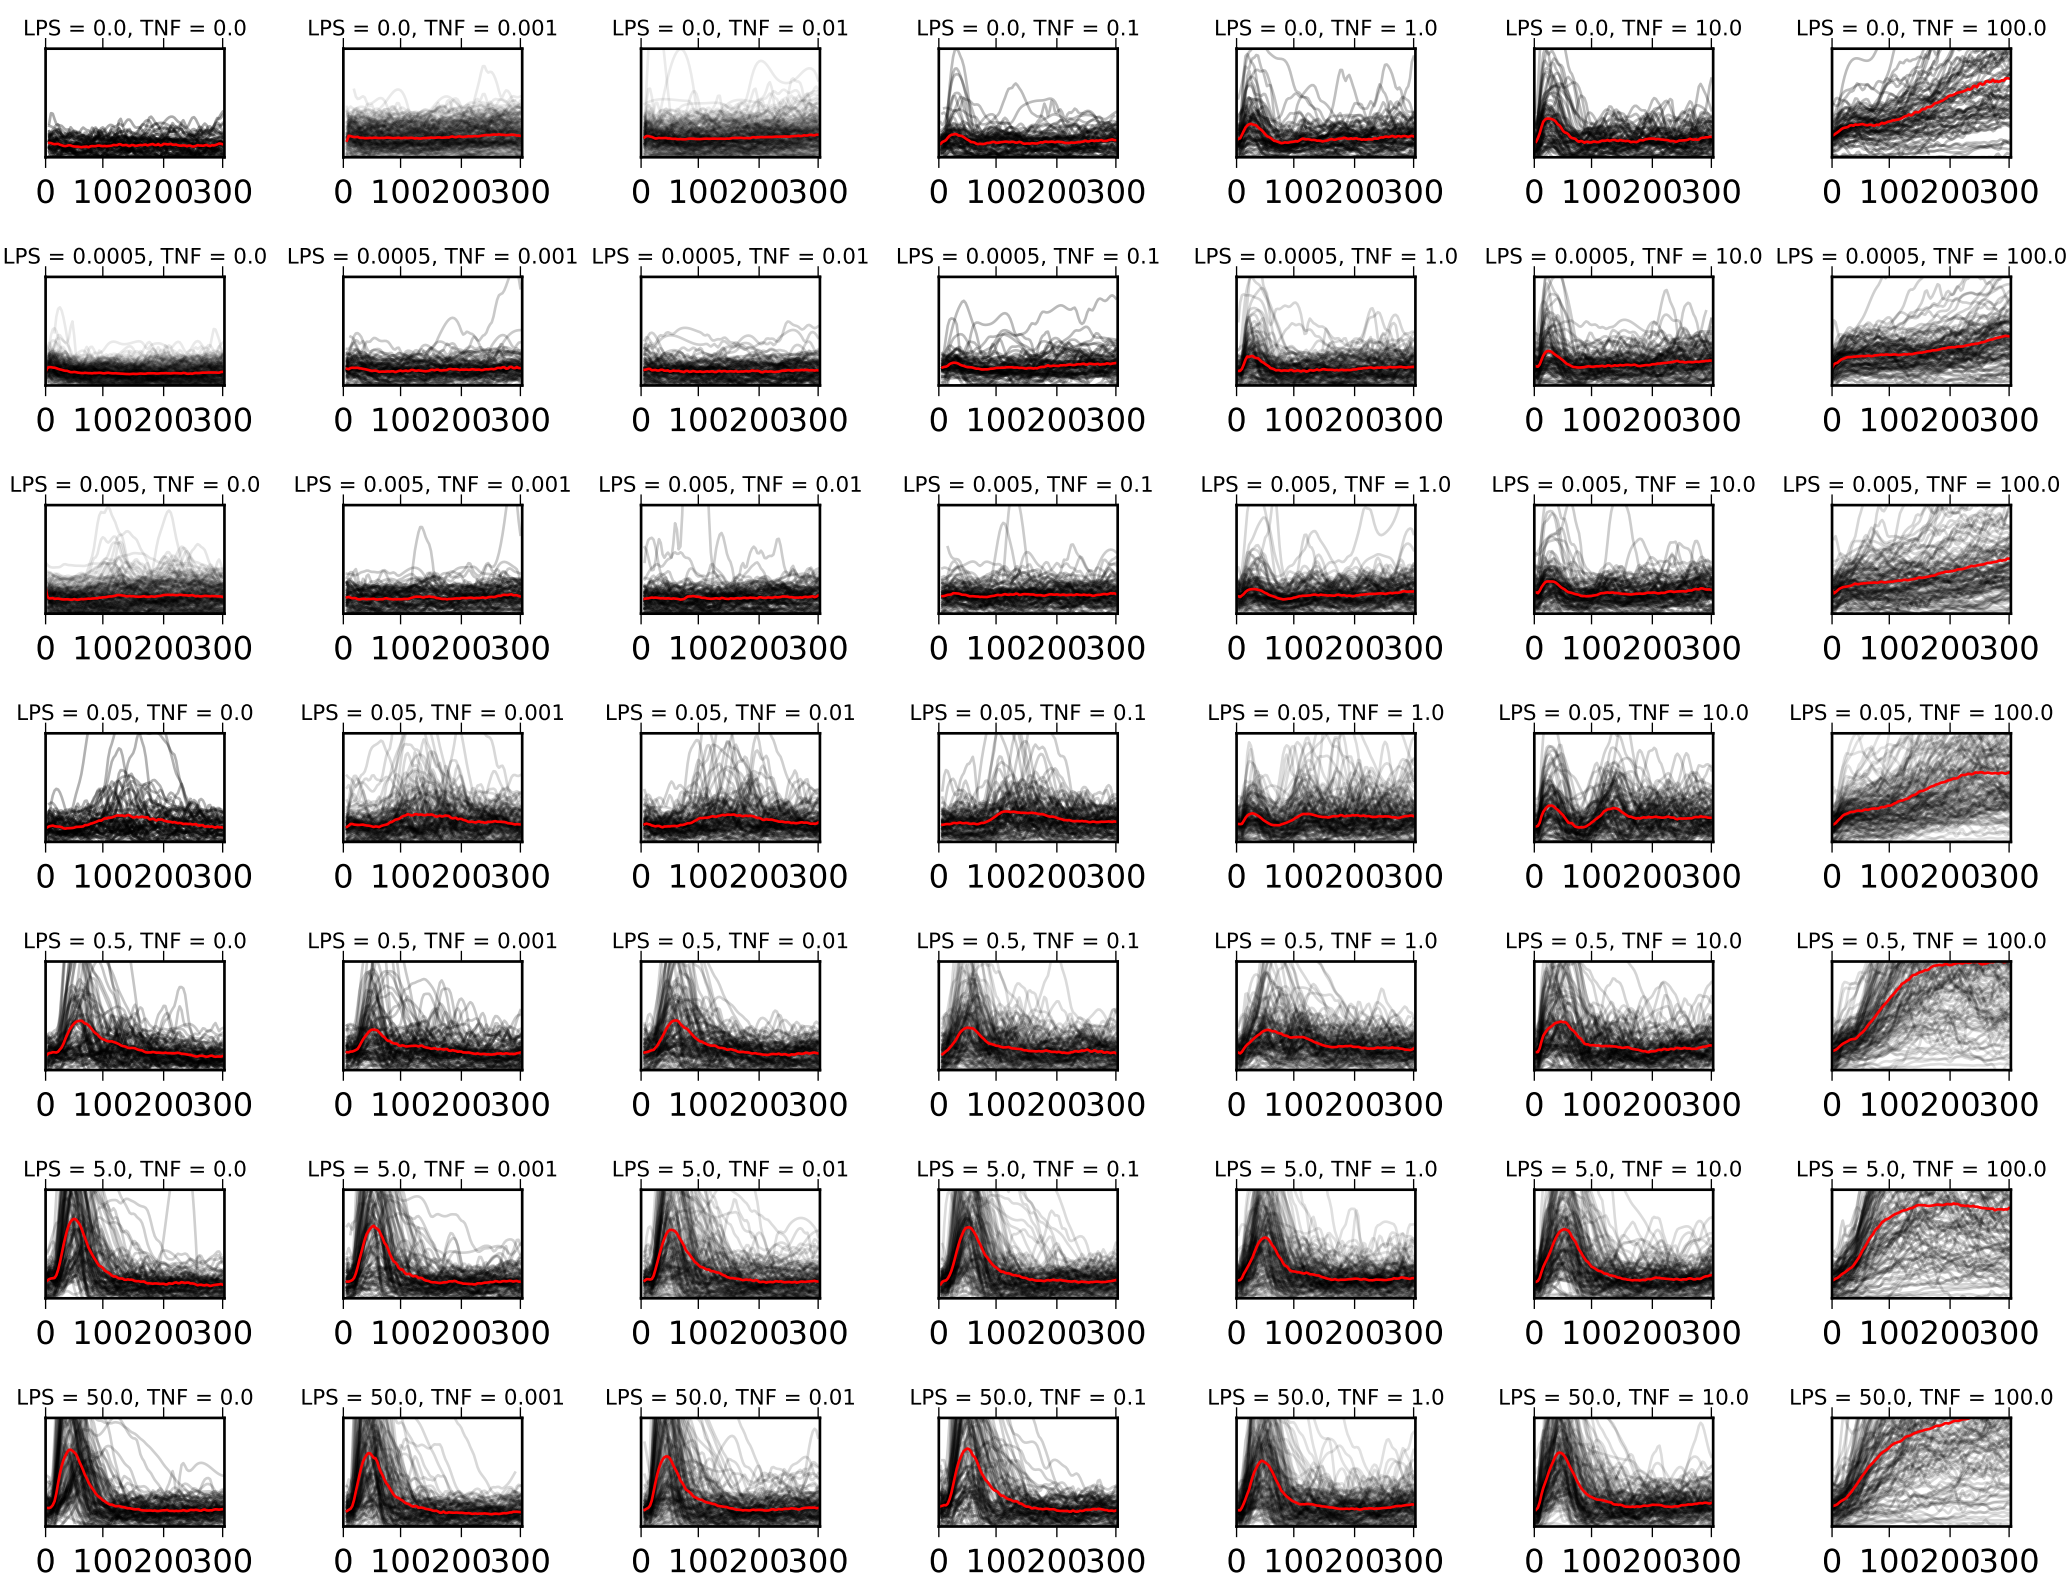 LPS = 0.0, TNF = 0.0 LPS = 0.0, TNF = 0.001 LPS = 0.0, TNF = 0.01 LPS = 0.0, TNF = 0.1 LPS = 0.0, TNF = 1.0 LPS = 0.0, TNF = 10.0 LPS = 0.0, TNF = 100.0
0 100200300 0 100200300 0 100200300 0 100200300 0 100200300 0 100200300 0 100200300
LPS = 0.0005, TNF = 0.0 LPS = 0.0005, TNF = 0.001 LPS = 0.0005, TNF = 0.01 LPS = 0.0005, TNF = 0.1 LPS = 0.0005, TNF = 1.0 LPS = 0.0005, TNF = 10.0 LPS = 0.0005, TNF = 100.0
0 100200300 0 100200300 0 100200300 0 100200300 0 100200300 0 100200300 0 100200300
LPS = 0.005, TNF = 0.0 LPS = 0.005, TNF = 0.001 LPS = 0.005, TNF = 0.01 LPS = 0.005, TNF = 0.1 LPS = 0.005, TNF = 1.0 LPS = 0.005, TNF = 10.0 LPS = 0.005, TNF = 100.0
0 100200300 0 100200300 0 100200300 0 100200300 0 100200300 0 100200300 0 100200300
LPS = 0.05, TNF = 0.0 LPS = 0.05, TNF = 0.001 LPS = 0.05, TNF = 0.01 LPS = 0.05, TNF = 0.1 LPS = 0.05, TNF = 1.0 LPS = 0.05, TNF = 10.0 LPS = 0.05, TNF = 100.0
0 100200300 0 100200300 0 100200300 0 100200300 0 100200300 0 100200300 0 100200300
LPS = 0.5, TNF = 0.0 LPS = 0.5, TNF = 0.001 LPS = 0.5, TNF = 0.01 LPS = 0.5, TNF = 0.1 LPS = 0.5, TNF = 1.0 LPS = 0.5, TNF = 10.0 LPS = 0.5, TNF = 100.0
0 100200300 0 100200300 0 100200300 0 100200300 0 100200300 0 100200300 0 100200300
LPS = 5.0, TNF = 0.0 LPS = 5.0, TNF = 0.001 LPS = 5.0, TNF = 0.01 LPS = 5.0, TNF = 0.1 LPS = 5.0, TNF = 1.0 LPS = 5.0, TNF = 10.0 LPS = 5.0, TNF = 100.0
0 100200300 0 100200300 0 100200300 0 100200300 0 100200300 0 100200300 0 100200300
LPS = 50.0, TNF = 0.0 LPS = 50.0, TNF = 0.001 LPS = 50.0, TNF = 0.01 LPS = 50.0, TNF = 0.1 LPS = 50.0, TNF = 1.0 LPS = 50.0, TNF = 10.0 LPS = 50.0, TNF = 100.0
0 100200300 0 100200300 0 100200300 0 100200300 0 100200300 0 100200300 0 100200300